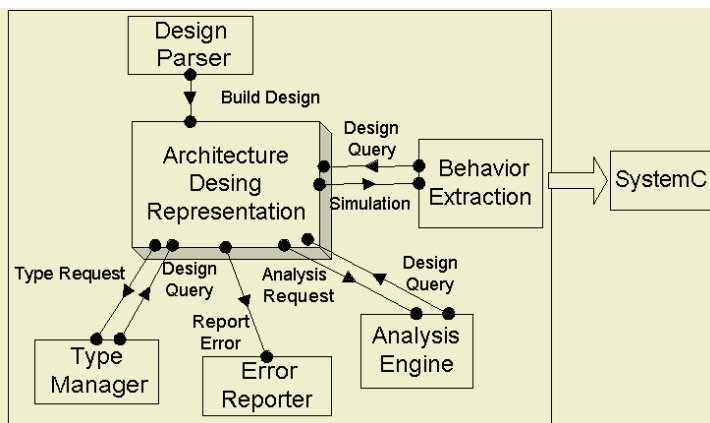 Design
Parser
Build Design
Architecture
Desing
Representation
Design
Query
Simulation
Behavior
Extraction
SystemC
Type Request
Design
Query
Report
Error
Analysis
Request
Design
Query
Type
Manager
Error
Reporter
Analysis
Engine